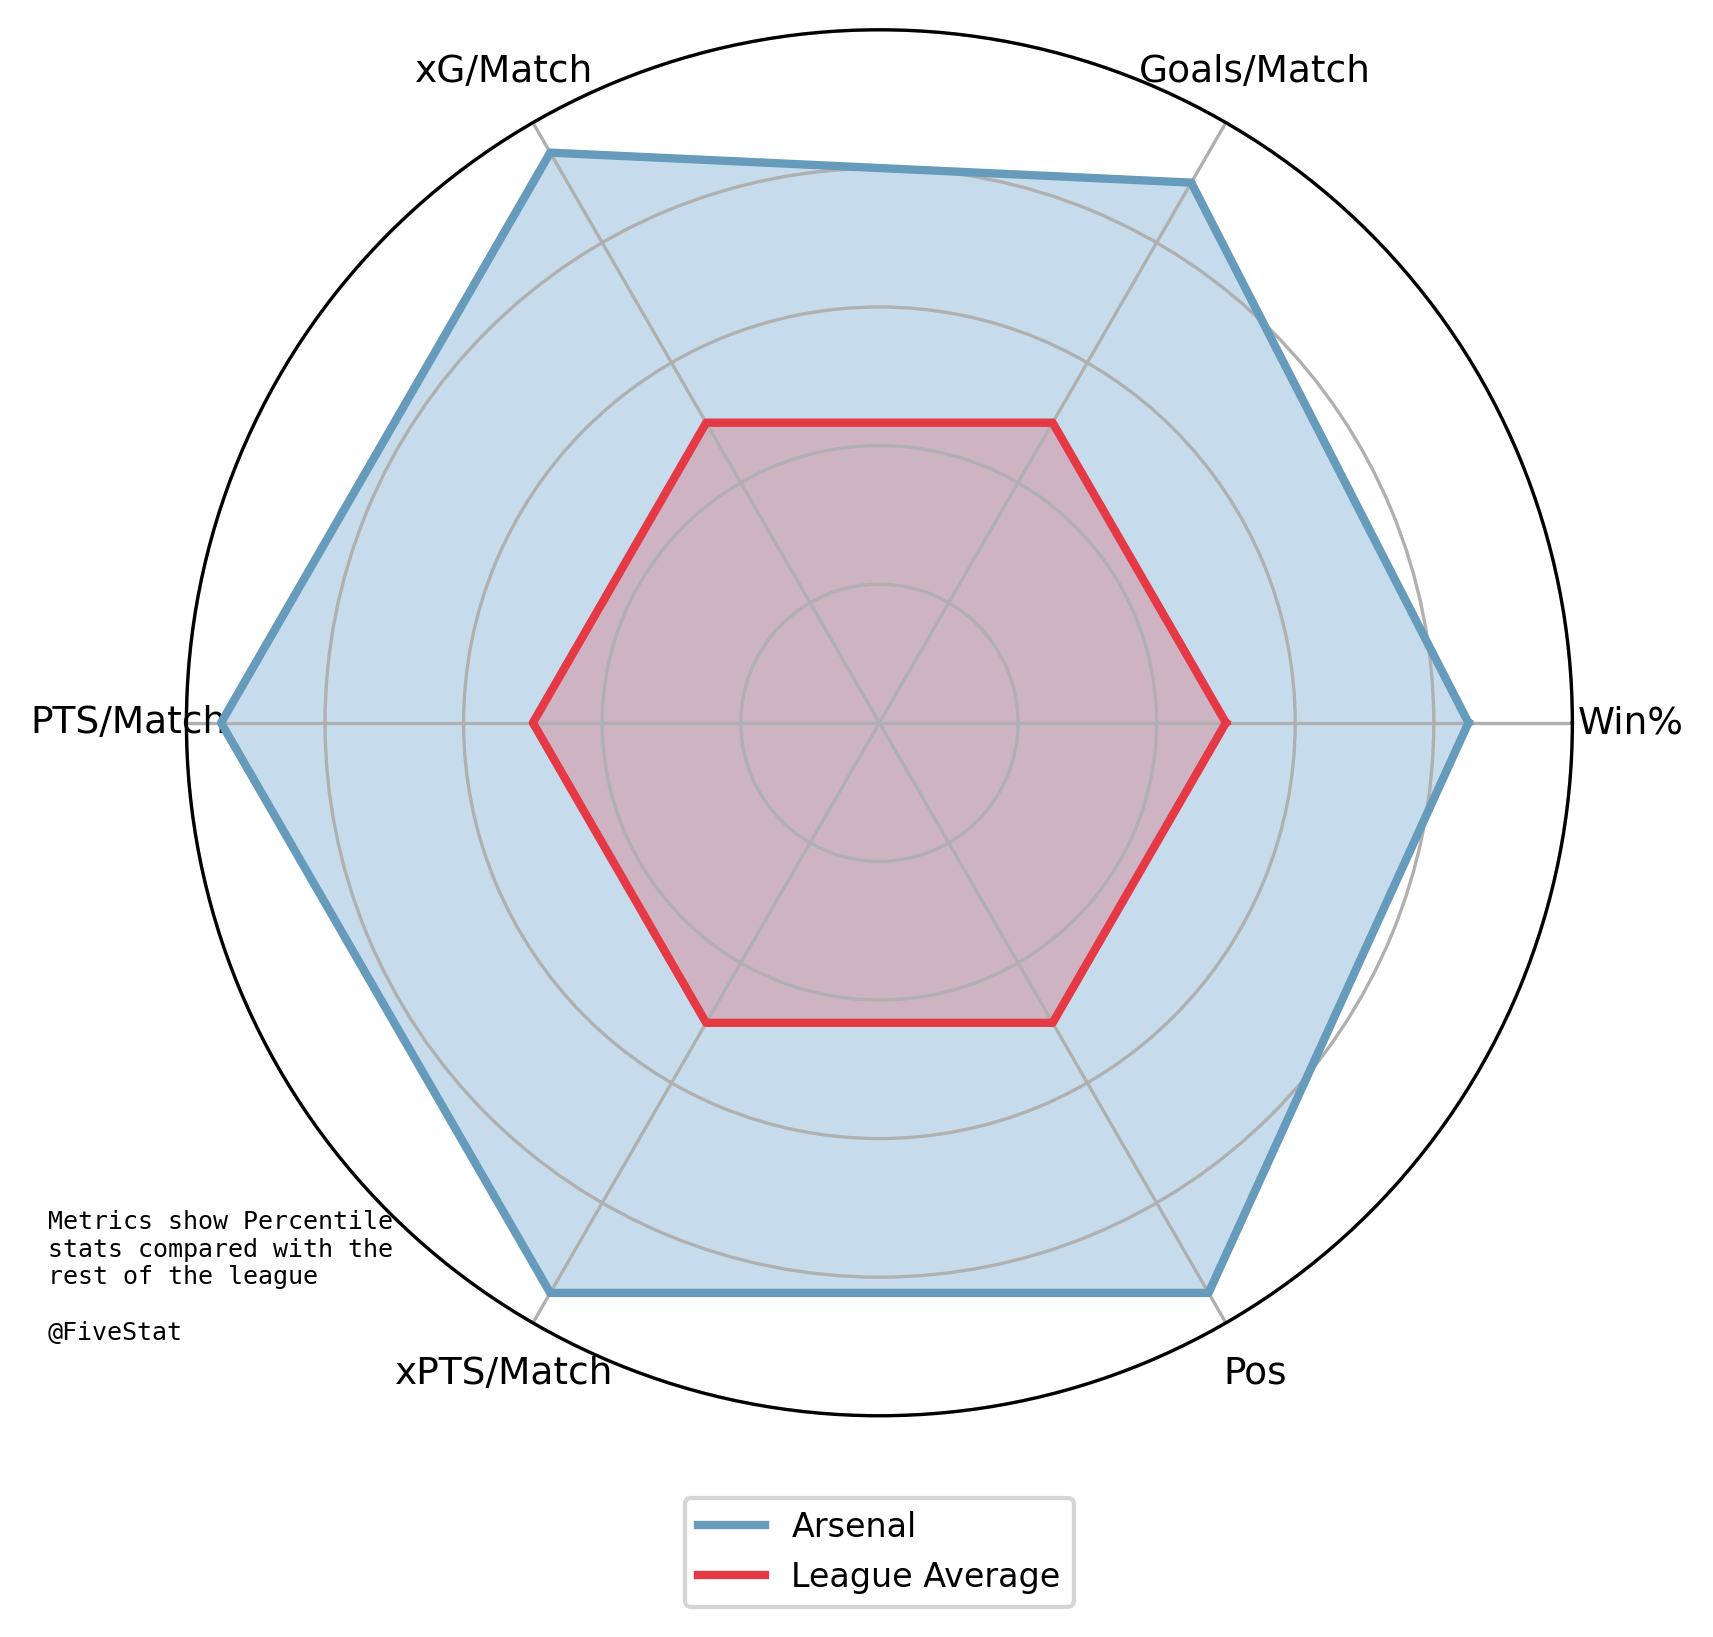 xG/Match
Goals/Match
PTS/Match
Win%
Metrics show Percentile
stats compared with the
rest of the league
@FiveStat
xPTS/Match
Pos
Arsenal
League Average